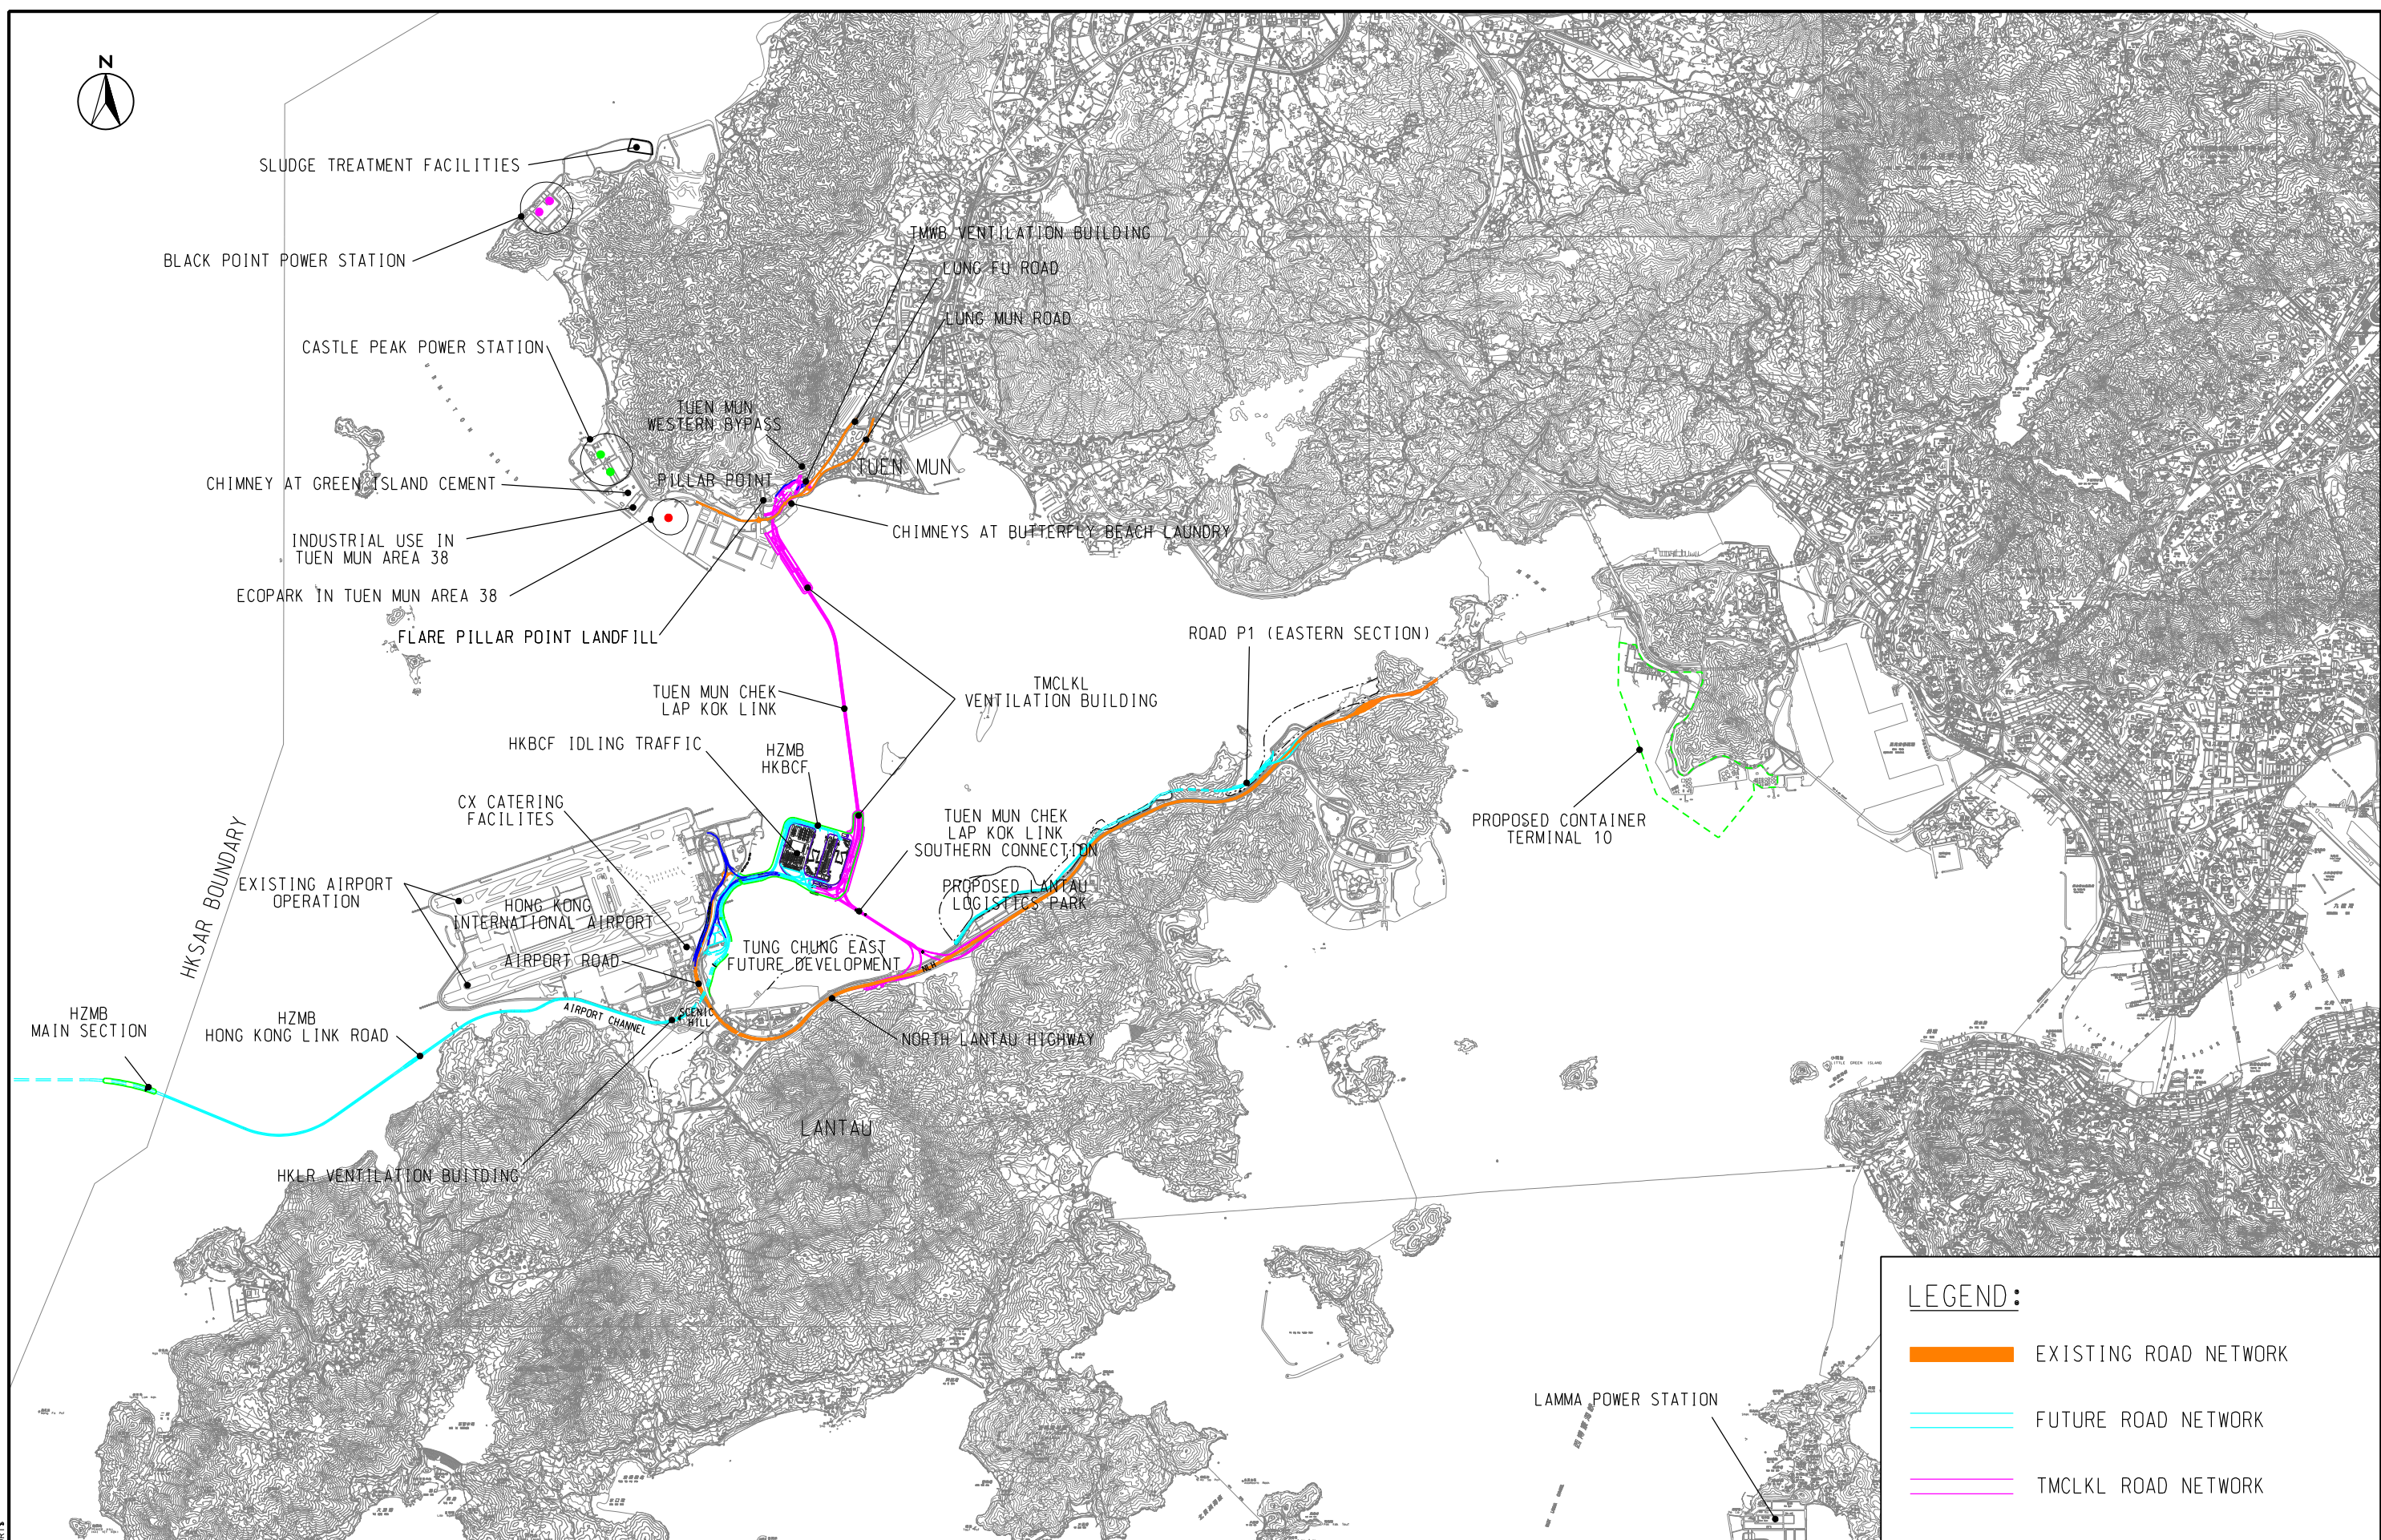 N
SLUDGE TREATMENT FACILITIES
BLACK POINT POWER STATION
TMWB VENTILATION BUILDING
LUNG FU ROAD
LUNG MUN ROAD
CASTLE PEAK POWER STATION
TUEN MUN
WESTERN BYPASS
TUEN MUN
PILLAR POINT
CHIMNEY AT GREEN ISLAND CEMENT
CHIMNEYS AT BUTTERFLY BEACH LAUNDRY
INDUSTRIAL USE IN
TUEN MUN AREA 38
ECOPARK IN TUEN MUN AREA 38
FLARE PILLAR POINT LANDFILL
ROAD P1 (EASTERN SECTION)
TUEN MUN CHEK
LAP KOK LINK
TMCLKL
VENTILATION BUILDING
HKBCF IDLING TRAFFIC
HZMB
HKBCF
CX CATERING
FACILITES
TUEN MUN CHEK
LAP KOK LINK
SOUTHERN CONNECTION
PROPOSED CONTAINER
TERMINAL 10
HKSAR BOUNDARY
EXISTING AIRPORT
OPERATION
HONG KONG
INTERNATIONAL AIRPORT
PROPOSED LANTAU
LOGISTICS PARK
TUNG CHUNG EAST
FUTURE DEVELOPMENT
AIRPORT ROAD
NLH
HZMB
MAIN SECTION
HZMB
HONG KONG LINK ROAD
AIRPORT CHANNEL
SCENIC
HILL
NORTH LANTAU HIGHWAY
LITTLE GREEN ISLAND
LANTAU
HKLR VENTILATION BUITDING
LEGEND:
EXISTING ROAD NETWORK
LAMMA POWER STATION
FUTURE ROAD NETWORK
TMCLKL ROAD NETWORK